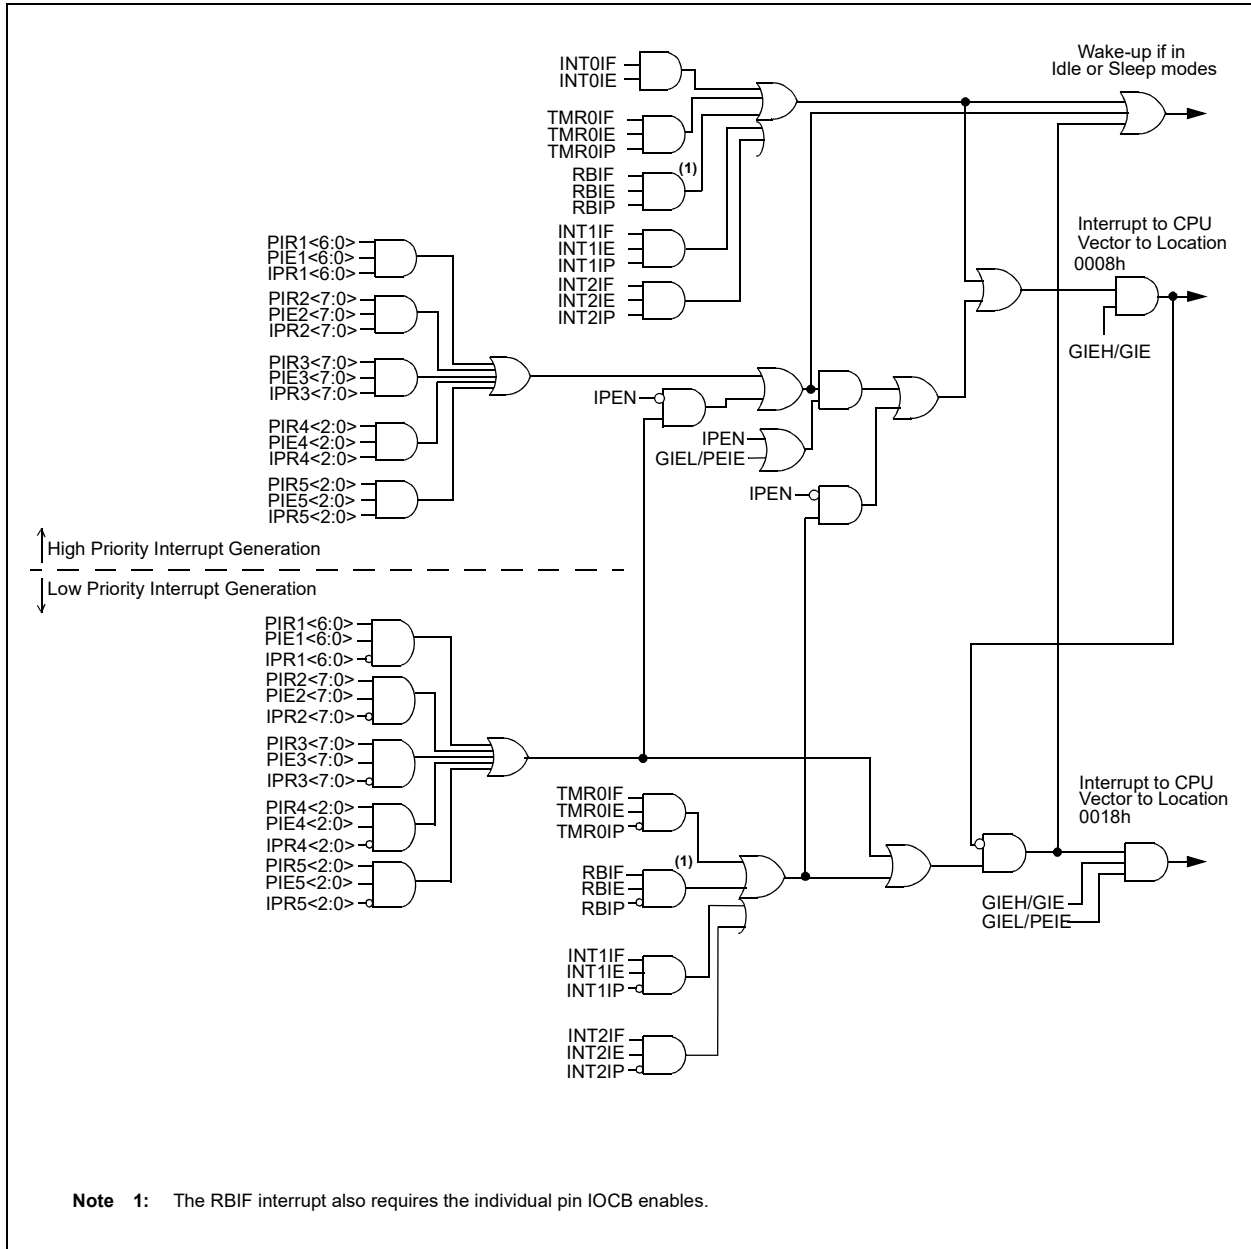 Wake-up if in
Idle or Sleep modes
INT0IF
INT0IE
TMR0IF
TMR0IE
TMR0IP
(1)
RBIF
RBIE
RBIP
INT1IF
INT1IE
INT1IP
INT2IF
INT2IE
INT2IP
Interrupt to CPU
Vector to Location
0008h
GIEH/GIE
PIR1<6:0>
PIE1<6:0>
IPR1<6:0>
PIR2<7:0>
PIE2<7:0>
IPR2<7:0>
PIR3<7:0>
PIE3<7:0>
IPR3<7:0>
PIR4<2:0>
PIE4<2:0>
IPR4<2:0>
PIR5<2:0>
PIE5<2:0>
IPR5<2:0>
IPEN
IPEN
GIEL/PEIE
IPEN
High Priority Interrupt Generation
Low Priority Interrupt Generation
PIR1<6:0>
PIE1<6:0>
IPR1<6:0>
PIR2<7:0>
PIE2<7:0>
IPR2<7:0>
PIR3<7:0>
PIE3<7:0>
IPR3<7:0>
PIR4<2:0>
PIE4<2:0>
IPR4<2:0>
PIR5<2:0>
PIE5<2:0>
IPR5<2:0>
TMR0IF
TMR0IE
TMR0IP
(1)
RBIF
RBIE
RBIP
INT1IF
INT1IE
INT1IP
INT2IF
INT2IE
INT2IP
Interrupt to CPU
Vector to Location
0018h
GIEH/GIE
GIEL/PEIE
Note 1: The RBIF interrupt also requires the individual pin IOCB enables.